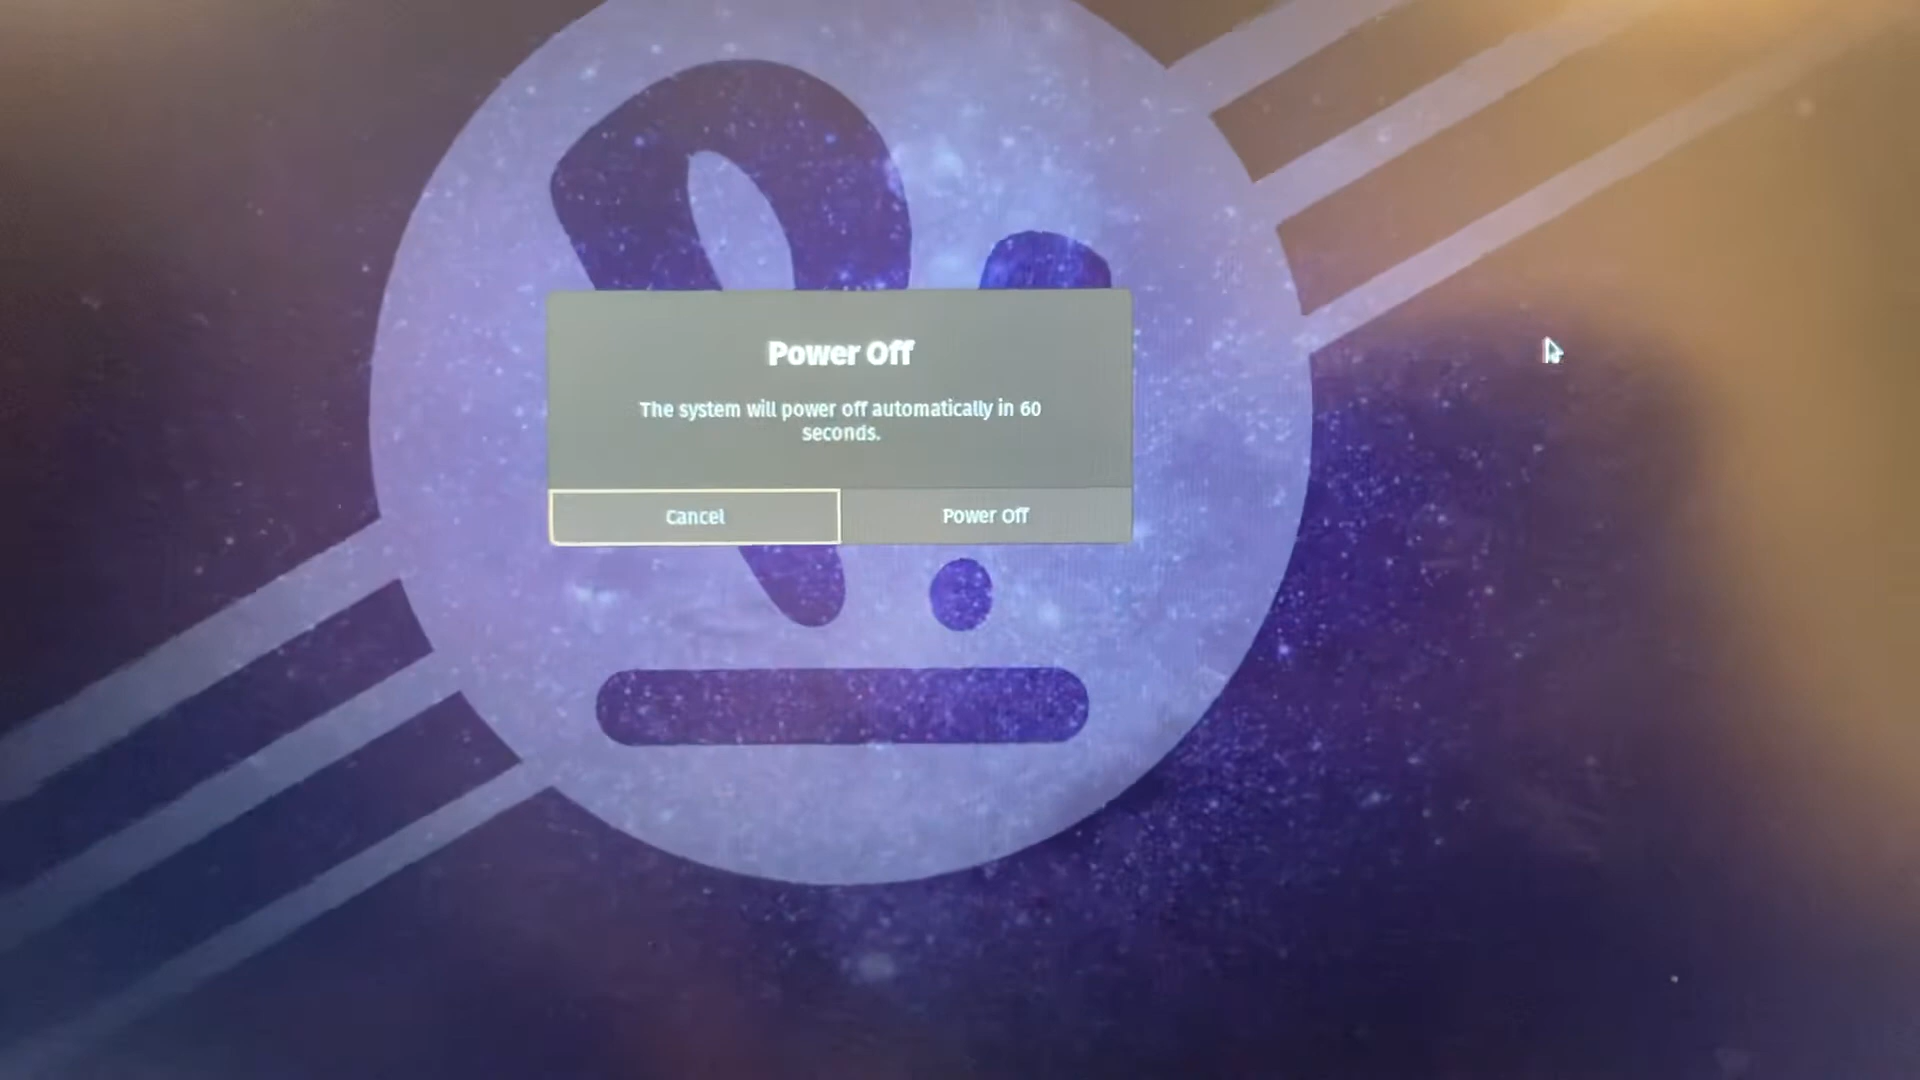 Power Off
The system will power off automatically in 60
seconds.
Cancel
Power Off